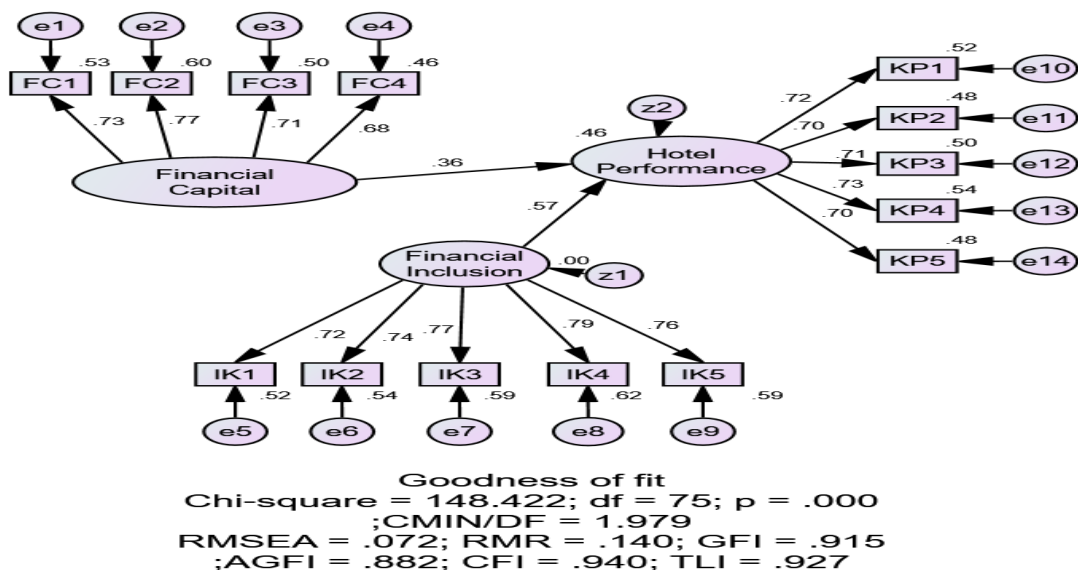 e1 e2 e3 e4
.53 .60 .50 .46
FC1 FC2 FC3 FC4
.73 .77 .71 .68
Financial
Capital
.36
z2
.46
Hotel
Performance
.72 .70 .71 .73 .70
.52
KP1 e10
.48
KP2 e11
.50
KP3 e12
.54
KP4 e13
.48
KP5 e14
.57
Financial
Inclusion
.00
z1
.72 .74 .77 .79 .76
IK1 IK2 IK3 IK4 IK5
.52 .54 .59 .62 .59
e5 e6 e7 e8 e9
Goodness of fit
Chi-square = 148.422; df = 75; p = .000
;CMIN/DF = 1.979
RMSEA = .072; RMR = .140; GFI = .915
;AGFI = .882; CFI = .940; TLI = .927